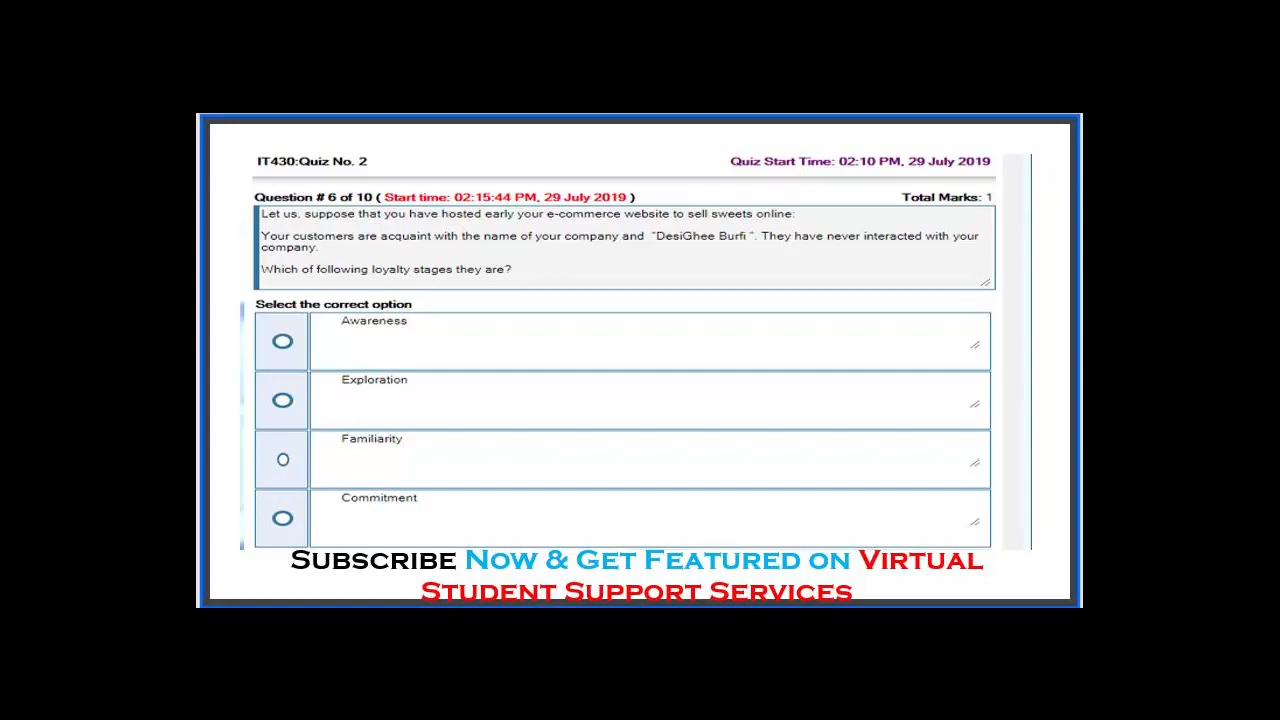 IT430:Quiz No. 2 Quiz Start Time: 02:10 PM, 29 July 2019
Question # 6 of 10 ( Start time: 02:15:44 PM, 29 July 2019 ) Total Marks: 1
Let us, suppose that you have hosted early your e-commerce website to sell sweets online:
Your customers are acquaint with the name of your company and "DesiGhee Burfi ". They have never interacted with your
company.
Which of following loyalty stages they are?
Select the correct option
Awareness
Exploration
Familiarity
Commitment
Subscribe Now & Get Featured on Virtual
Student Support Services